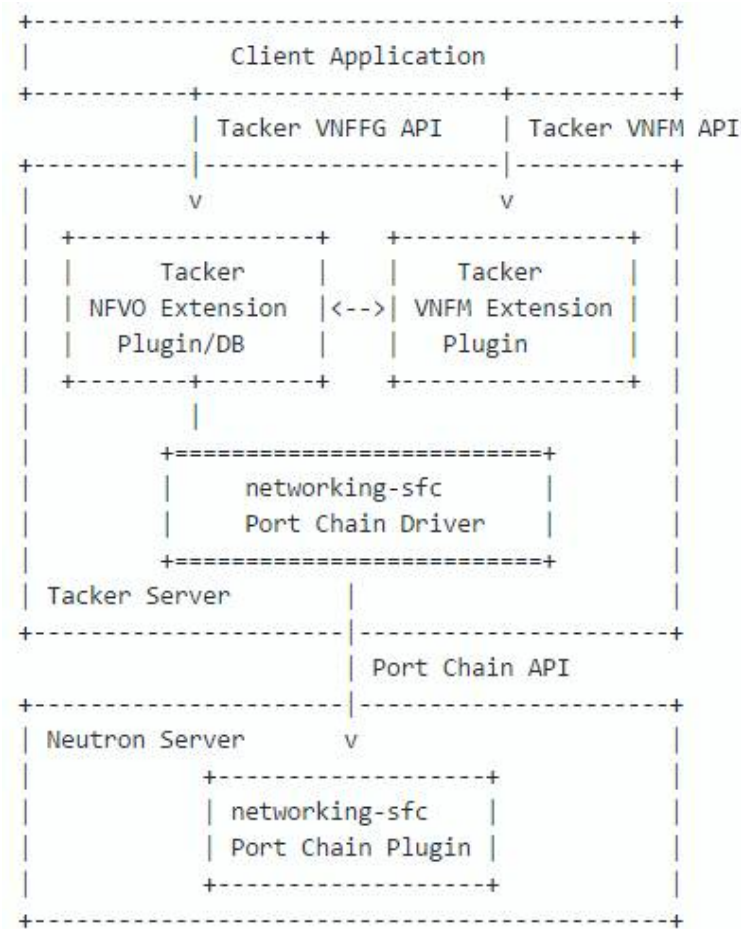 Client Application
Tacker VNFFG API
Tacker VNFM API
v
v
Tacker
NFVO Extension
Plugin/DB
<-->
Tacker
VNFM Extension
Plugin
networking-sfc
Port Chain Driver
Tacker Server
Port Chain API
Neutron Server
v
networking-sfc
Port Chain Plugin